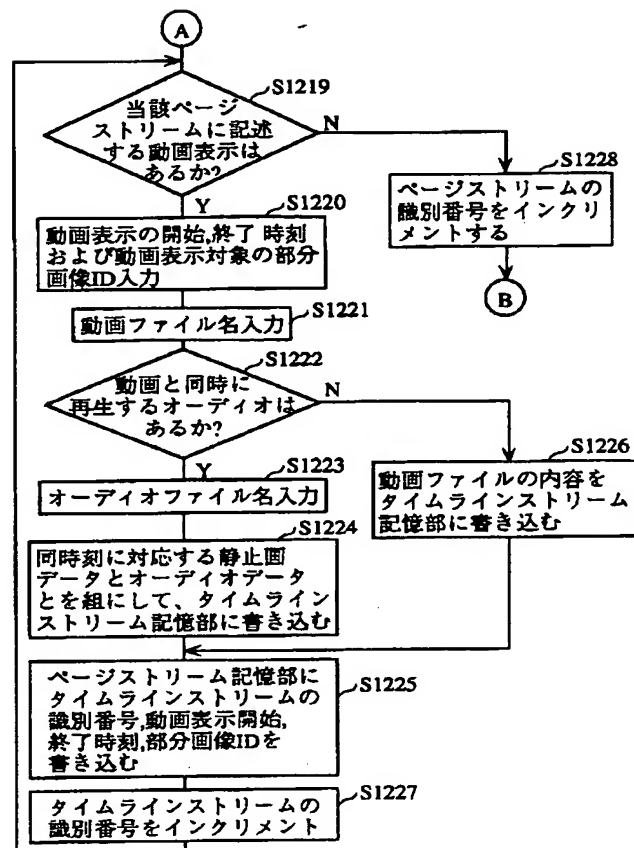 A
S1219
当該ページ
ストリームに記述
する動画表示は
あるか?
N
Y
S1228
ページストリームの
識別番号をインクリ
メントする
B
S1220
動画表示の開始,終了 時刻
および動画表示対象の部分
画像ID入力
S1221
動画ファイル名入力
S1222
動画と同時に
再生するオーディオは
あるか?
N
Y
S1226
動画ファイルの内容を
タイムラインストリーム
記憶部に書き込む
S1223
オーディオファイル名入力
S1224
同時刻に対応する静止画
データとオーディオデータ
とを組にして、タイムライン
ストリーム記憶部に書き込む
S1225
ページストリーム記憶部に
タイムラインストリームの
識別番号,動画表示開始,
終了時刻,部分画像IDを
書き込む
S1227
タイムラインストリームの
識別番号をインクリメント